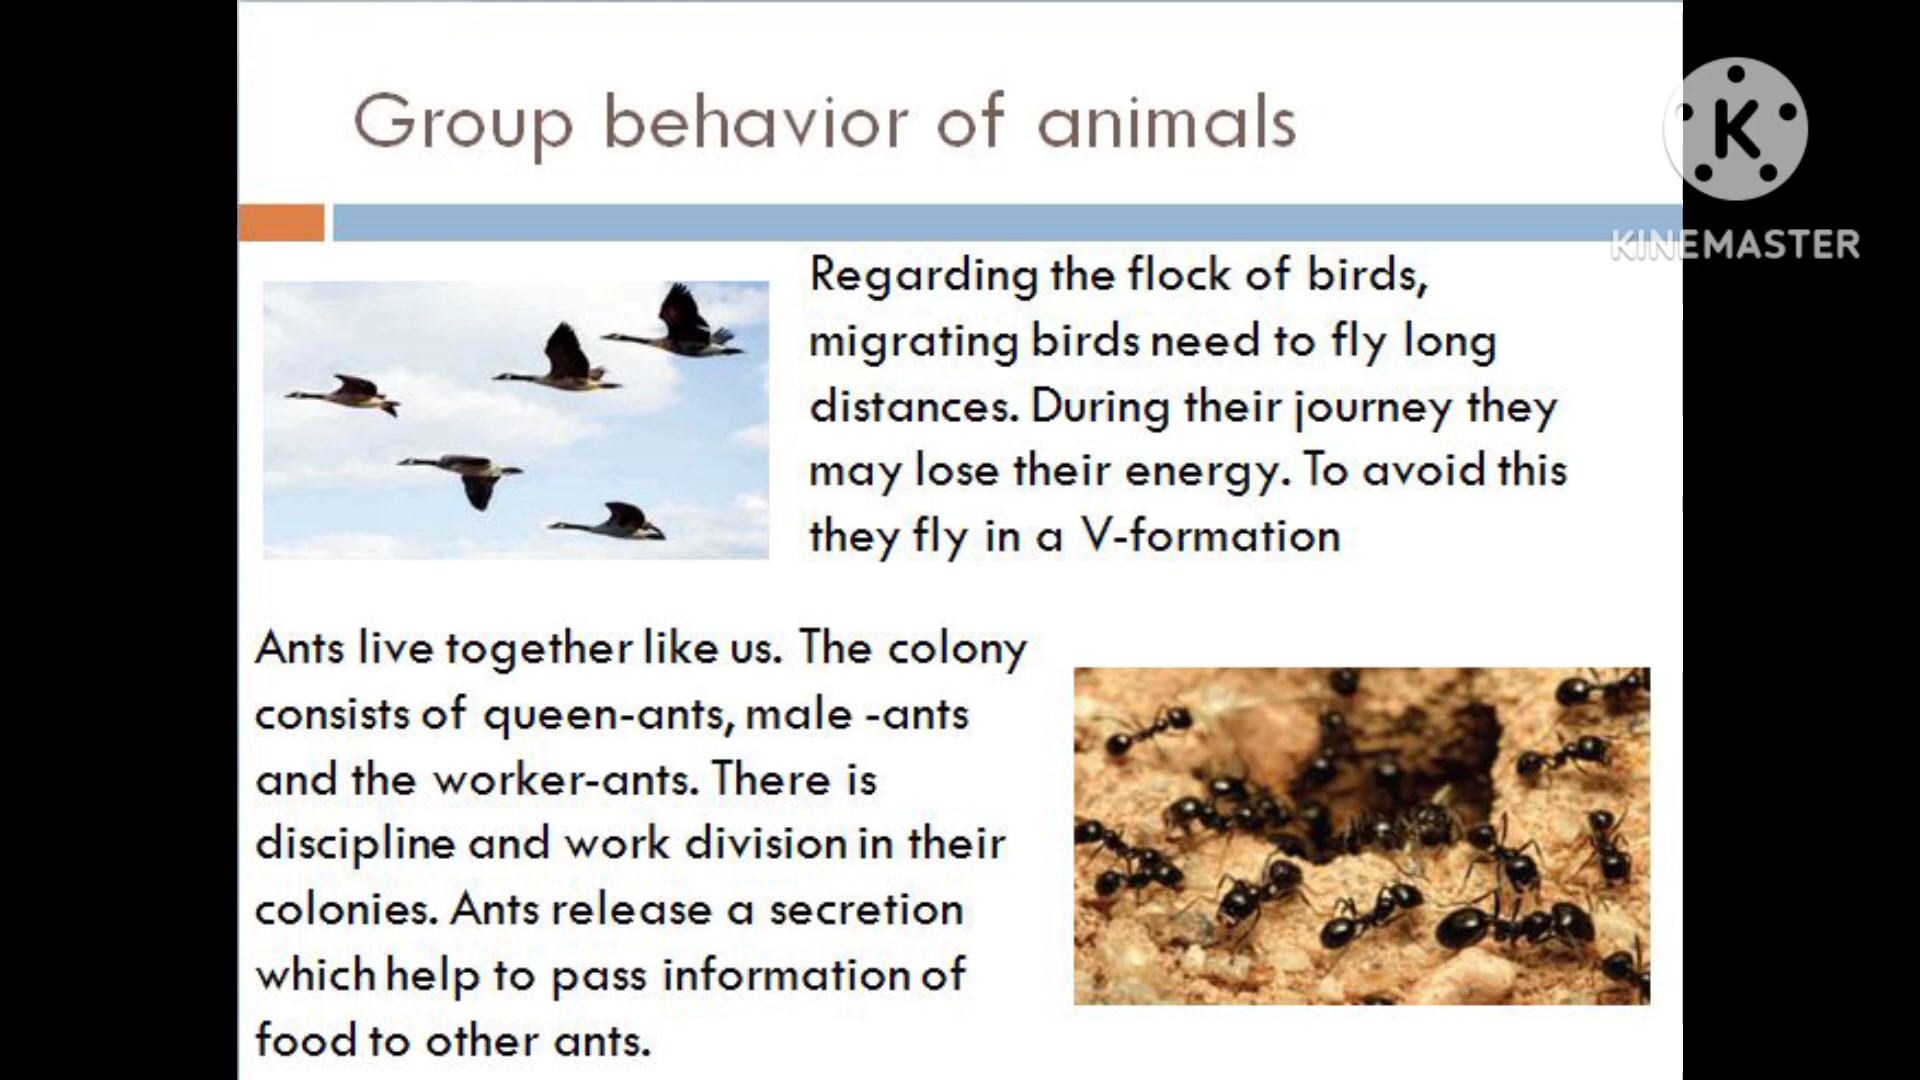 Group behavior of animals
K
KINEMASTER
Regarding the flock of birds,
migrating birds need to fly long
distances. During their journey they
may lose their energy. To avoid this
they fly in a V-formation
Ants live together like us. The colony
consists of queen-ants, male -ants
and the worker-ants. There is
discipline and work division in their
colonies. Ants release a secretion
which help to pass information of
food to other ants.